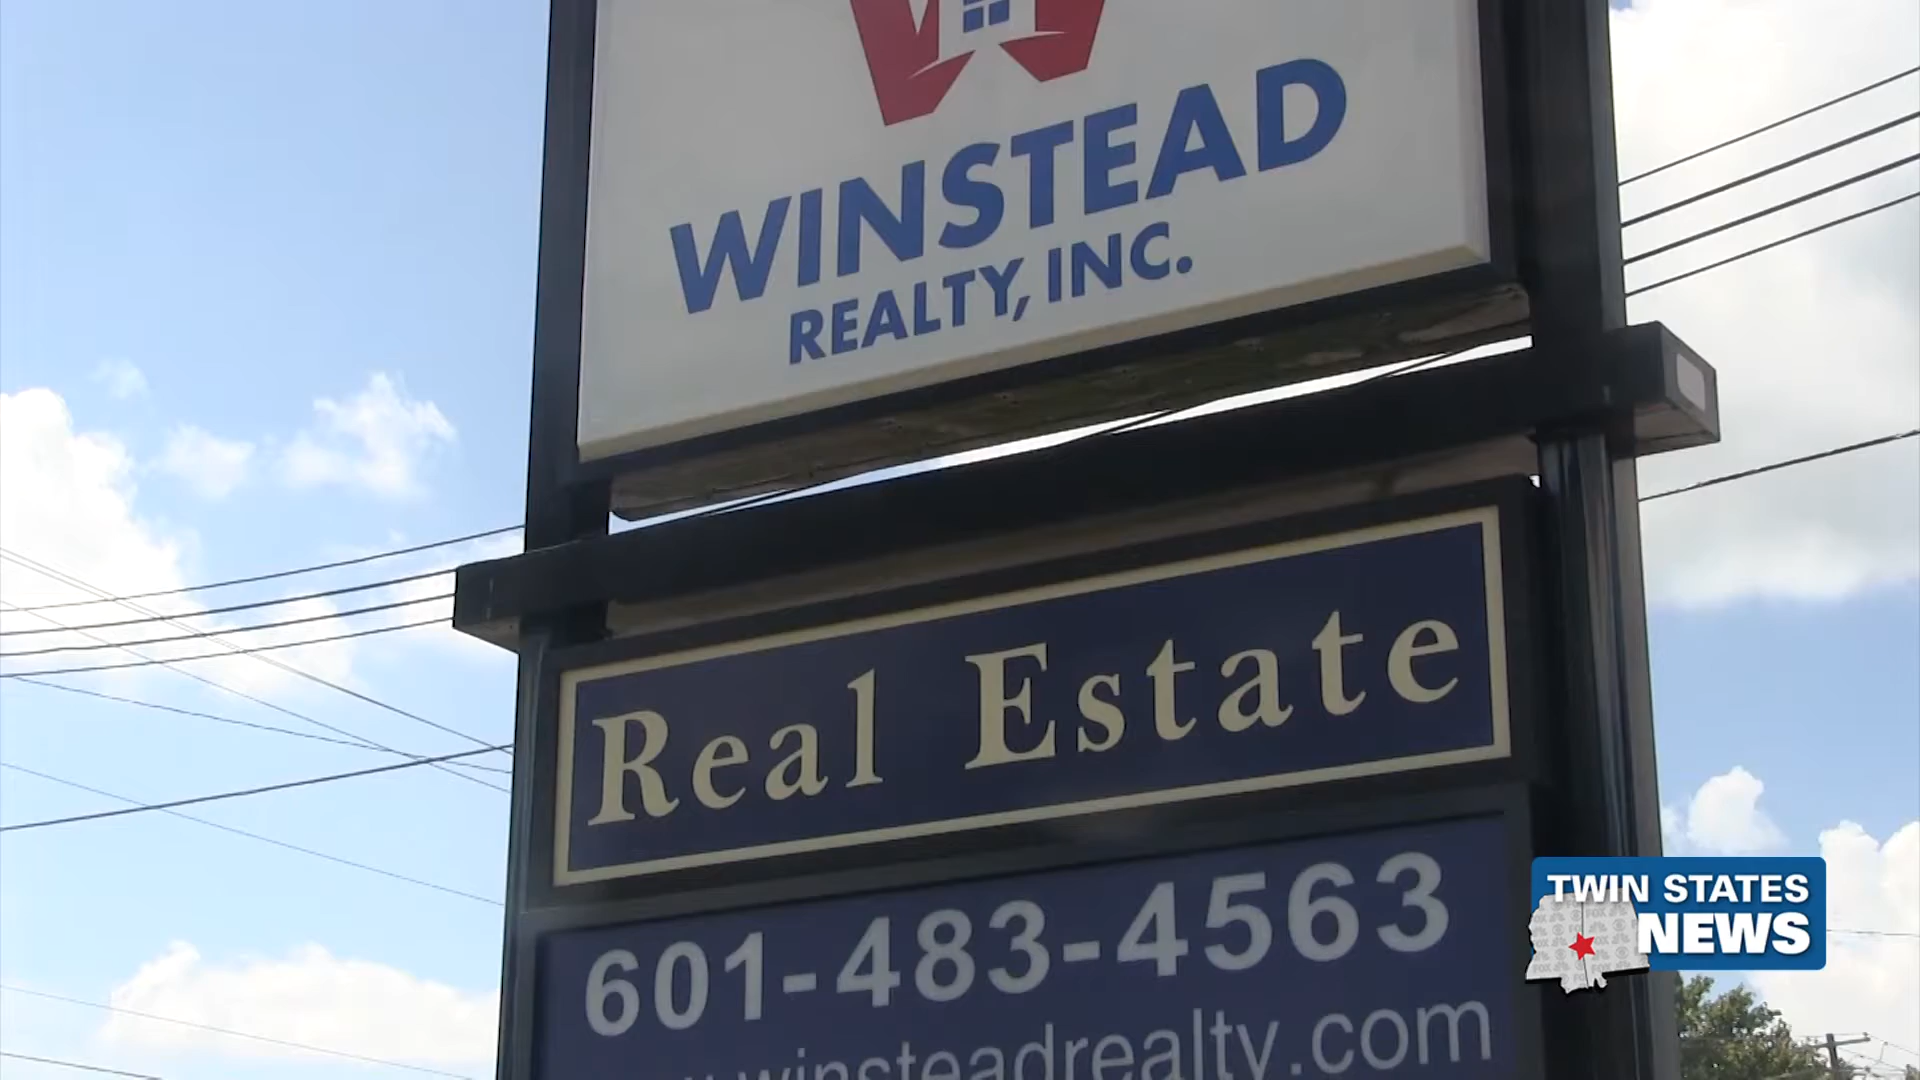 WINSTEAD
REALTY, INC.
Real Estate
601-483-4563
winsteadrealty.com
TWIN STATES
NEWS